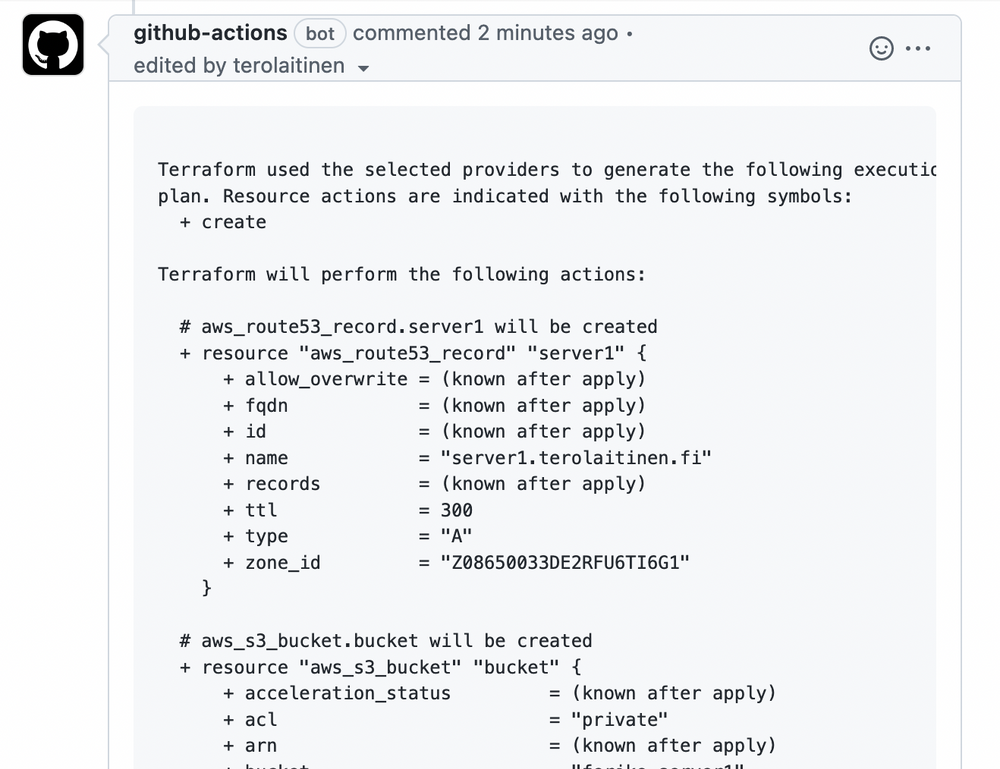 github-actions bot commented 2 minutes ago •
edited by terolaitinen
Terraform used the selected providers to generate the following
plan. Resource actions are indicated with the following symbols:
+ create
Terraform will perform the following actions:
# aws_route53_record.server1 will be created
+ resource "aws_route53_record" "server1" {
+ allow_overwrite = (known after apply)
+ fqdn = (known after apply)
+ id = (known after apply)
+ name = "server1.terolaitinen.fi"
+ records = (known after apply)
+ ttl = 300
+ type = "A"
+ zone_id = "Z08650033DE2RFU6TI6G1"
}
# aws_s3_bucket.bucket will be created
+ resource "aws_s3_bucket" "bucket" {
+ acceleration_status = (known after apply)
+ acl = "private"
+ arn = (known after apply)